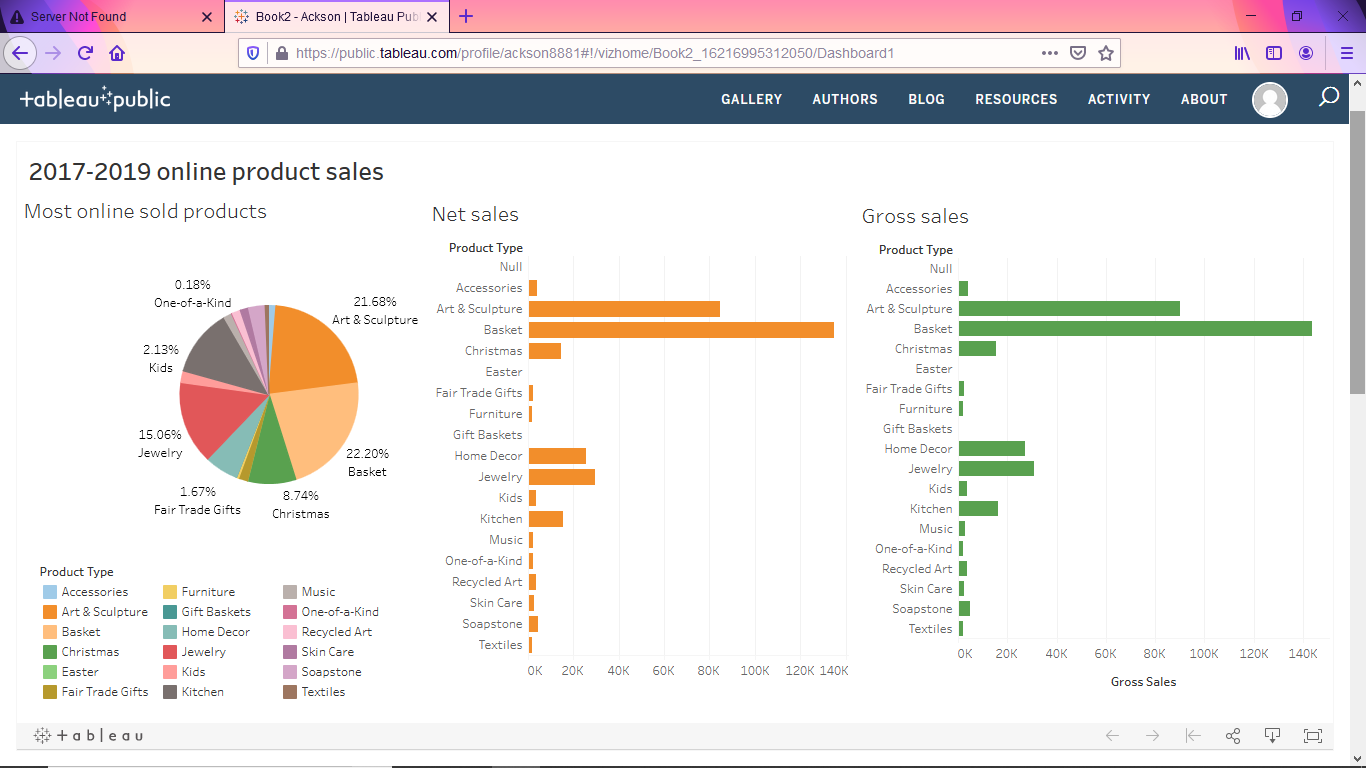 Server Not Found
Book2 - Ackson | Tableau Pub
https://public.tableau.com/profile/ackson8881#!/vizhome/Book2_16216995312050/Dashboard1
+ableau+public
GALLERY AUTHORS BLOG RESOURCES ACTIVITY ABOUT
2017-2019 online product sales
Most online sold products
0.18%
One-of-a-Kind
21.68%
Art & Sculpture
2.13%
Kids
15.06%
Jewelry
22.20%
Basket
1.67%
Fair Trade Gifts
8.74%
Christmas
Product Type
Accessories
Art & Sculpture
Basket
Christmas
Easter
Fair Trade Gifts
Furniture
Gift Baskets
Home Decor
Jewelry
Kids
Kitchen
Music
One-of-a-Kind
Recycled Art
Skin Care
Soapstone
Textiles
Net sales
Product Type
Null
Accessories
Art & Sculpture
Basket
Christmas
Easter
Fair Trade Gifts
Furniture
Gift Baskets
Home Decor
Jewelry
Kids
Kitchen
Music
One-of-a-Kind
Recycled Art
Skin Care
Soapstone
Textiles
0K 20K 40K 60K 80K 100K 120K 140K
Gross sales
Product Type
Null
Accessories
Art & Sculpture
Basket
Christmas
Easter
Fair Trade Gifts
Furniture
Gift Baskets
Home Decor
Jewelry
Kids
Kitchen
Music
One-of-a-Kind
Recycled Art
Skin Care
Soapstone
Textiles
0K 20K 40K 60K 80K 100K 120K 140K
Gross Sales
+ a b l e a u